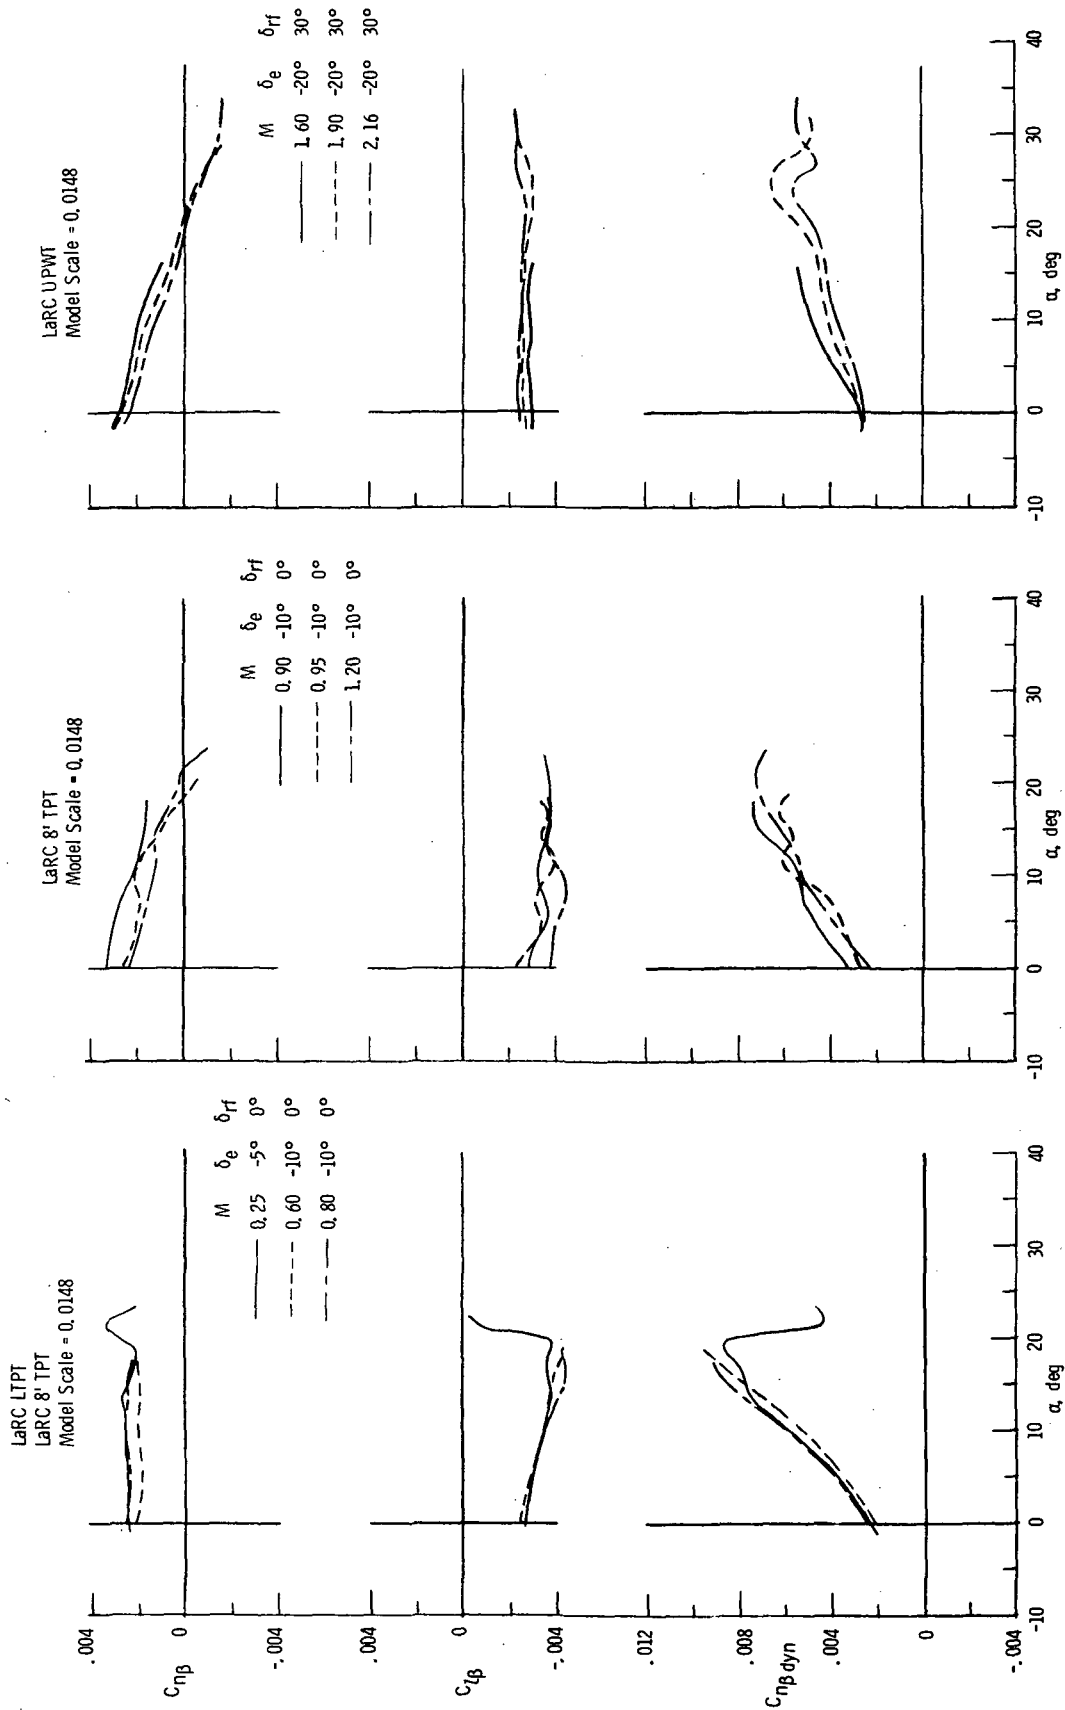 LaRC LTPT
LaRC 8' TPT
Model Scale = 0.0148
M δe δrf
0.25 -5° 0°
0.60 -10° 0°
0.80 -10° 0°
LaRC 8' TPT
Model Scale = 0.0148
M δe δrf
0.90 -10° 0°
0.95 -10° 0°
1.20 -10° 0°
LaRC UPWT
Model Scale = 0.0148
M δe δrf
1.60 -20° 30°
1.90 -20° 30°
2.16 -20° 30°
.004
Cnβ
0
-.004
.004
Clβ
0
-.004
.012
.008
Cnβ dyn
.004
0
-.004
-10 0 10 20 30 40
α, deg
-10 0 10 20 30 40
α, deg
-10 0 10 20 30 40
α, deg